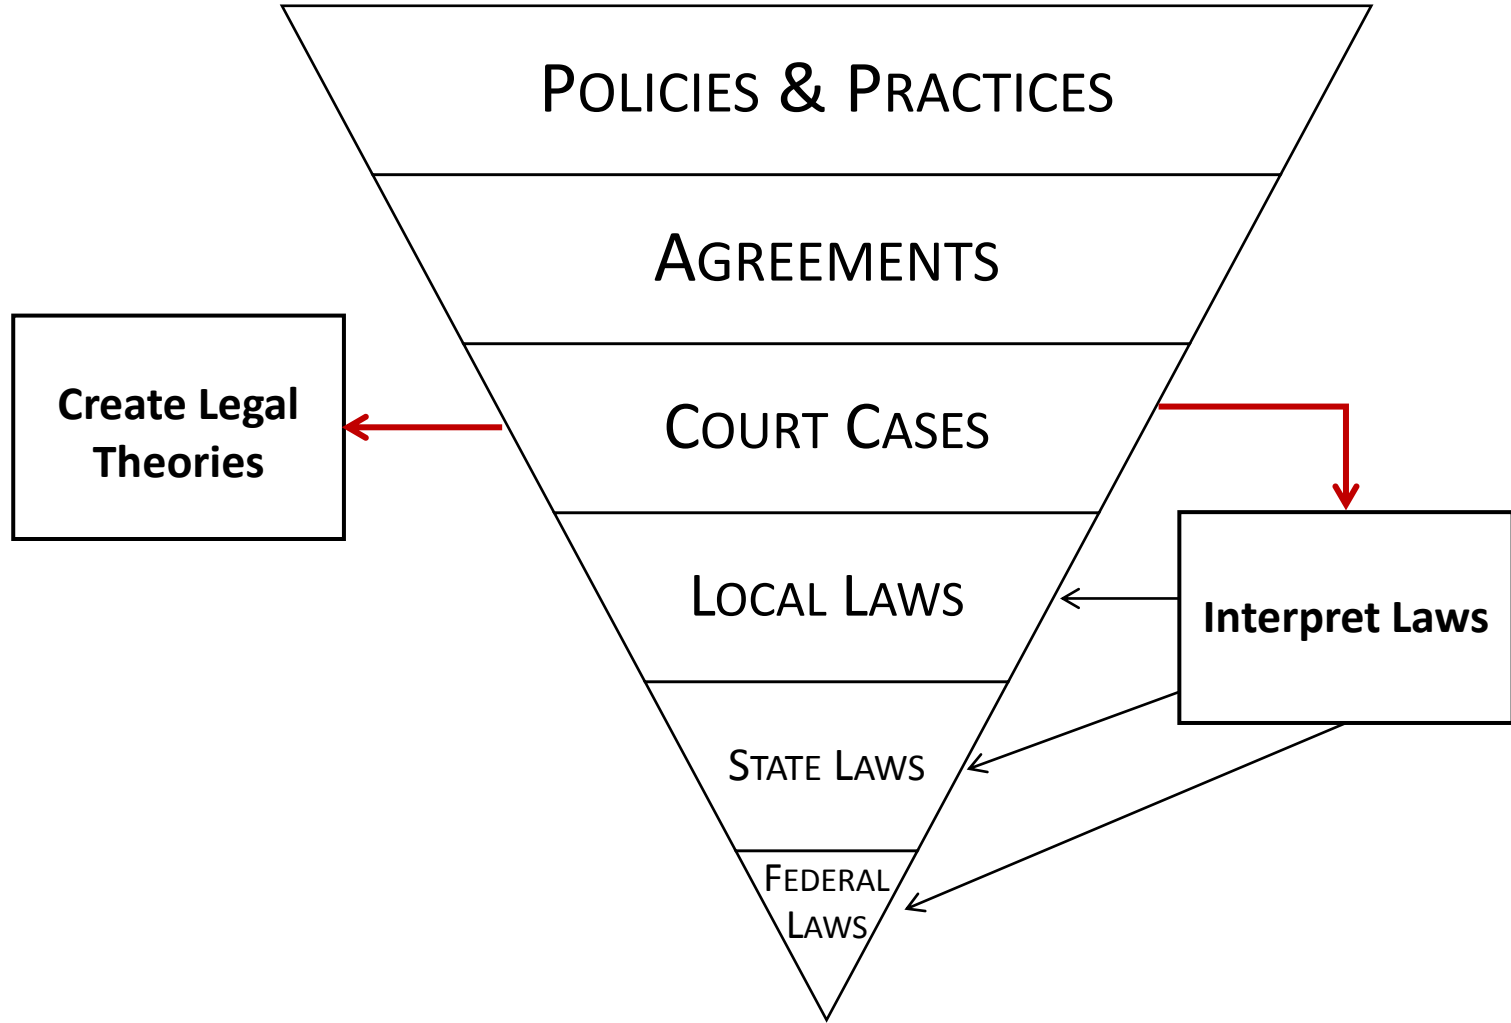 POLICIES & PRACTICES
AGREEMENTS
Create Legal
Theories
COURT CASES
LOCAL LAWS
Interpret Laws
STATE LAWS
FEDERAL
LAWS